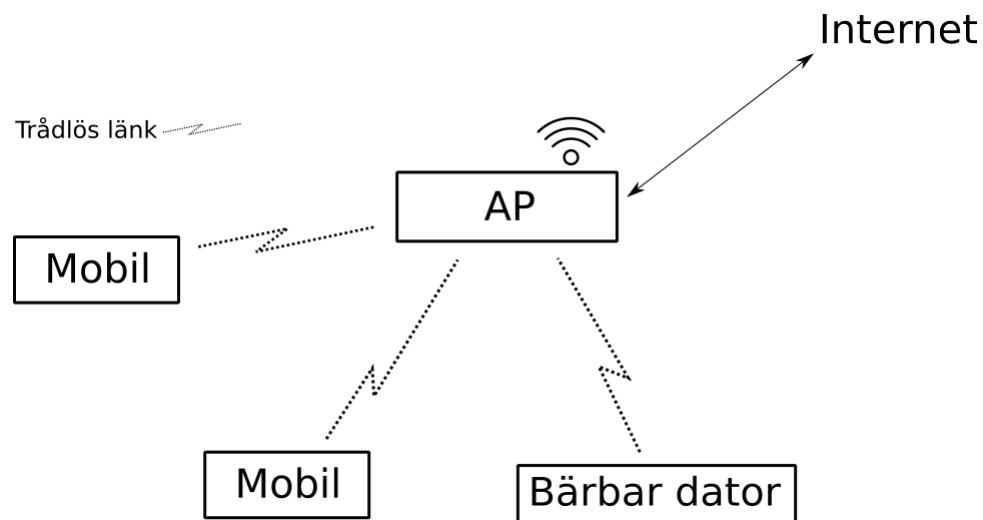 Internet
Trådlös länk
AP
Mobil
Mobil
Bärbar dator